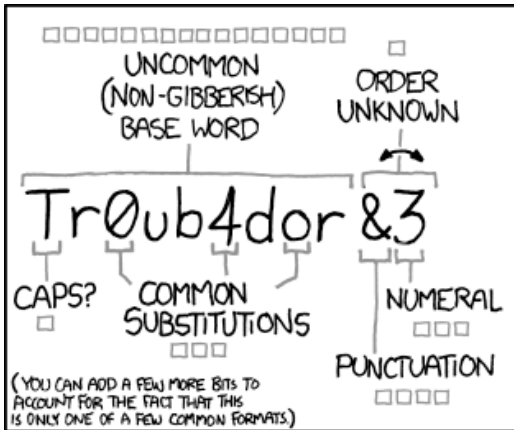 UNCOMMON
(NON-GIBBERISH)
BASE WORD
ORDER
UNKNOWN
Tr0ub4dor &3
CAPS?
COMMON
SUBSTITUTIONS
NUMERAL
PUNCTUATION
(YOU CAN ADD A FEW MORE BITS TO
ACCOUNT FOR THE FACT THAT THIS
IS ONLY ONE OF A FEW COMMON FORMATS.)